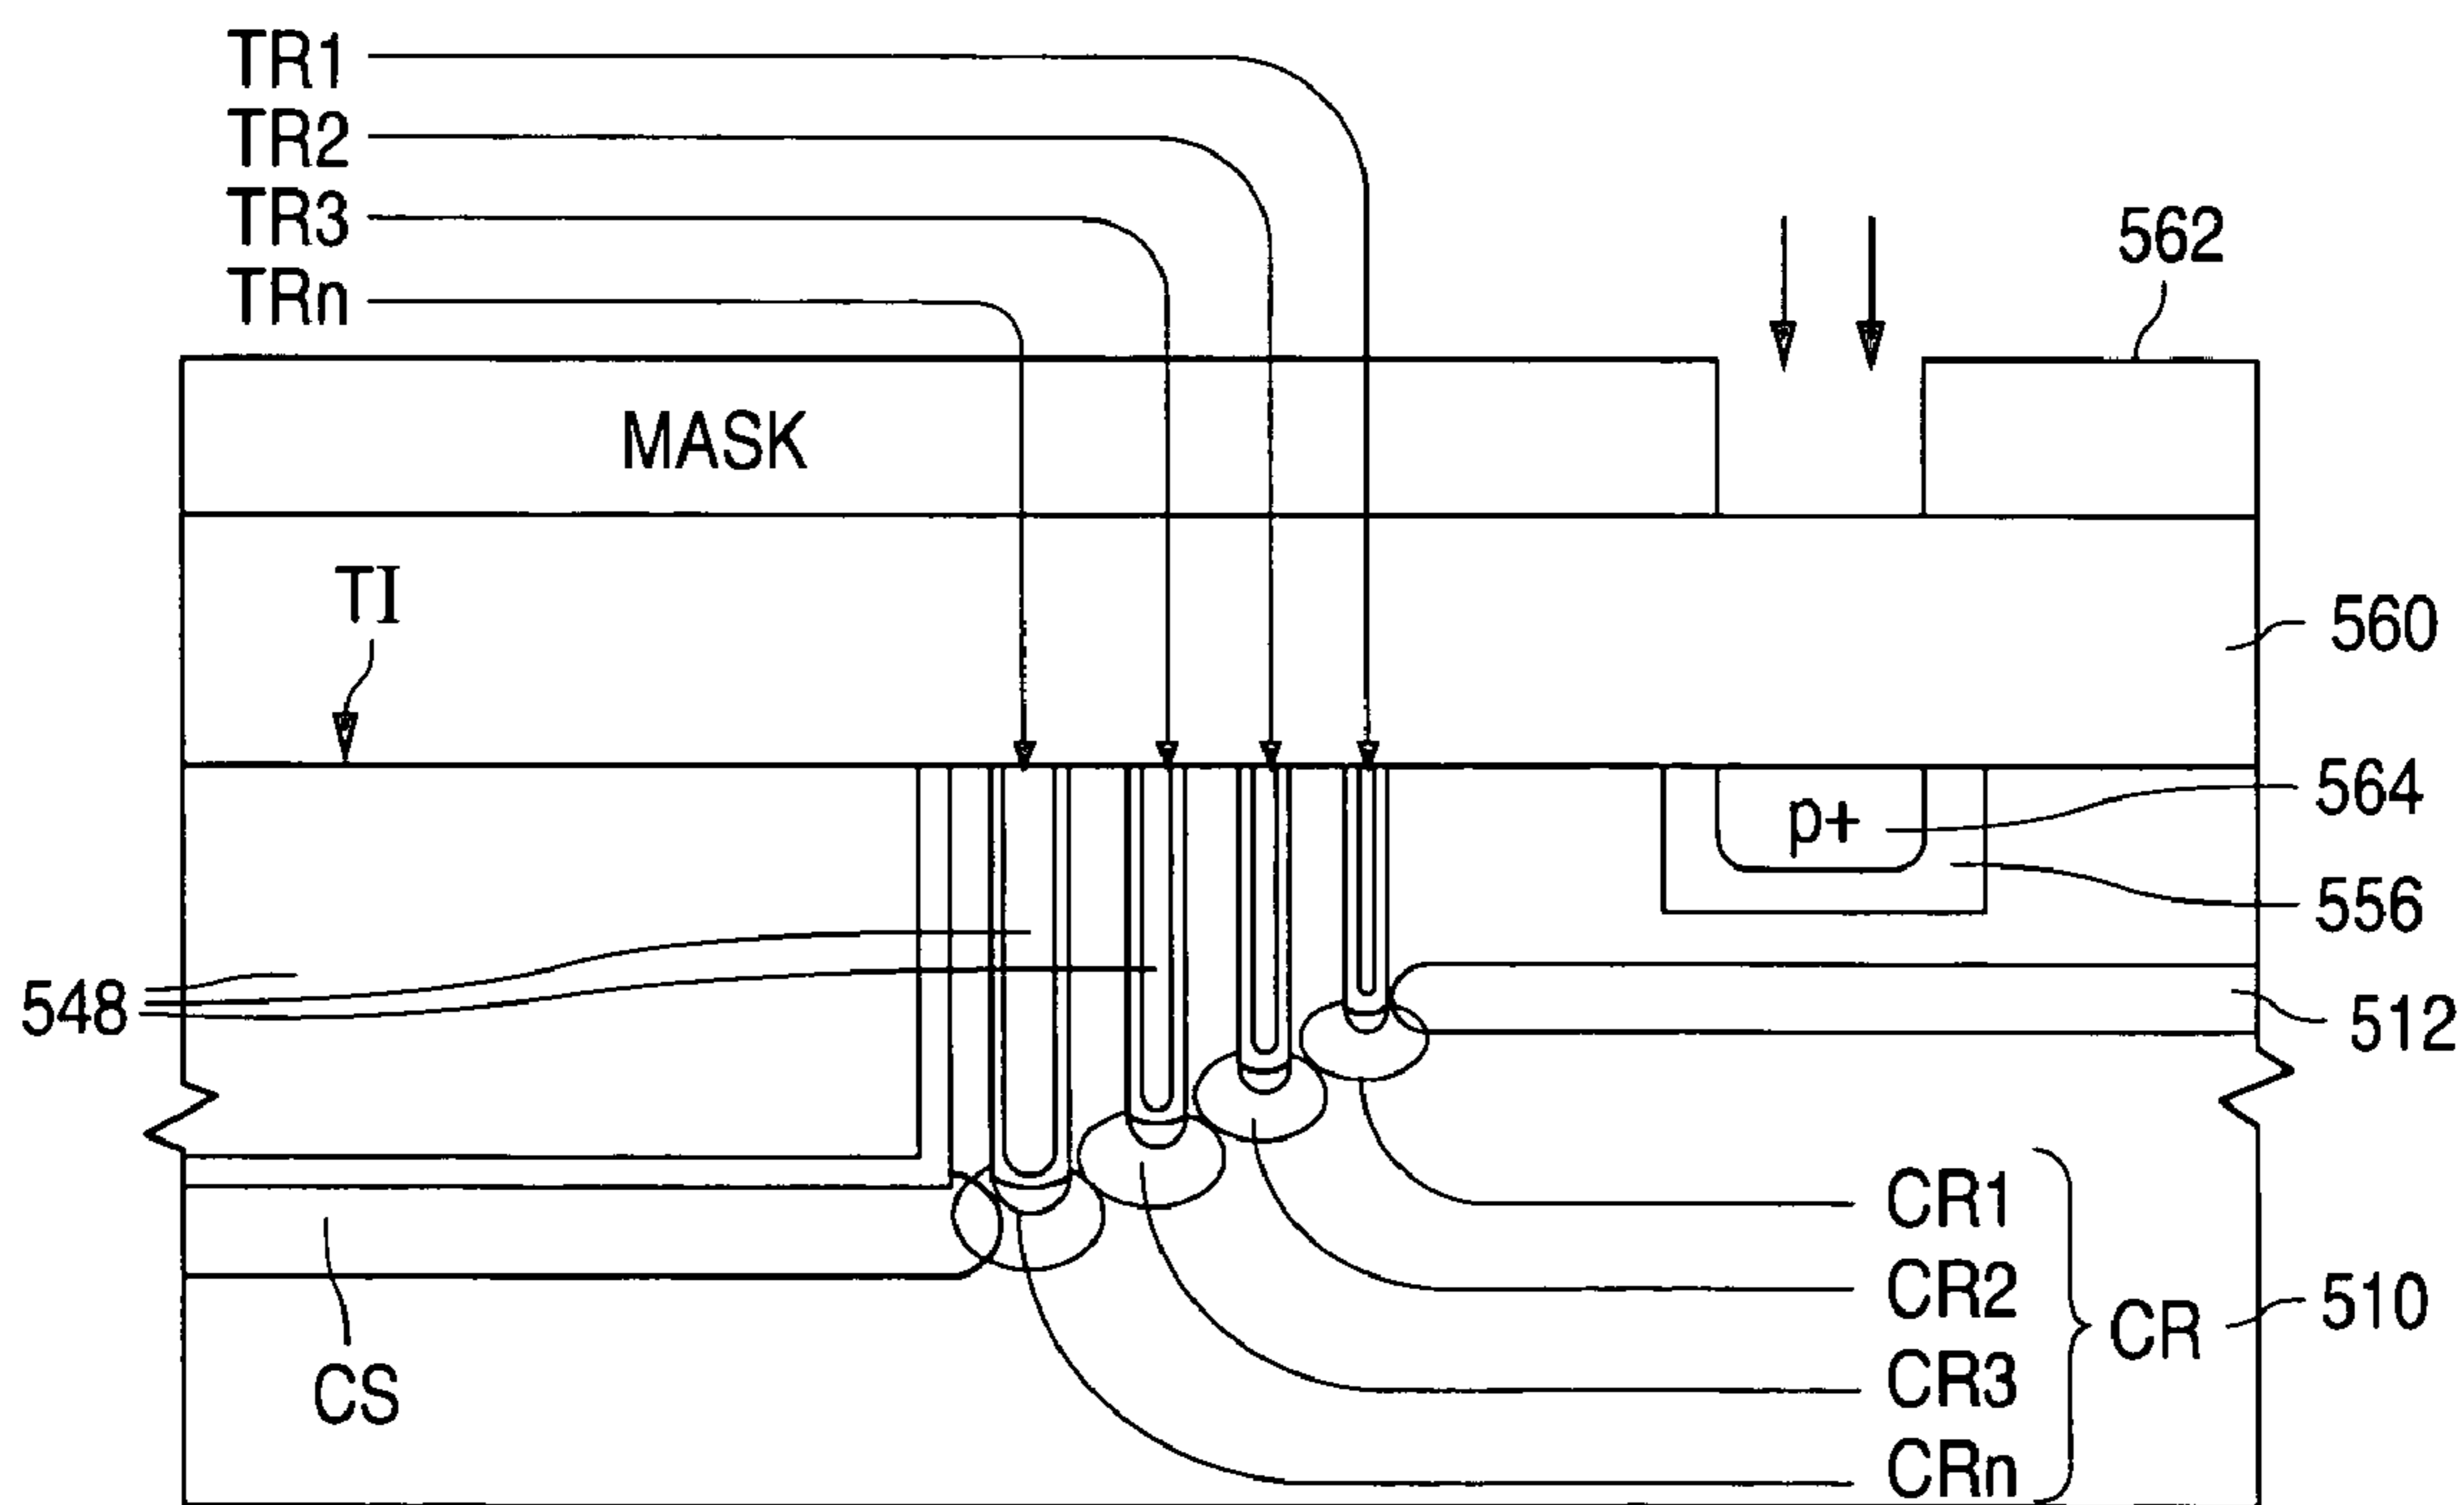 TR1
TR2
TR3
TRn
562
MASK
TI
560
564
p+
556
548
512
CR1
CR2
CR
510
CR3
CS
CRn